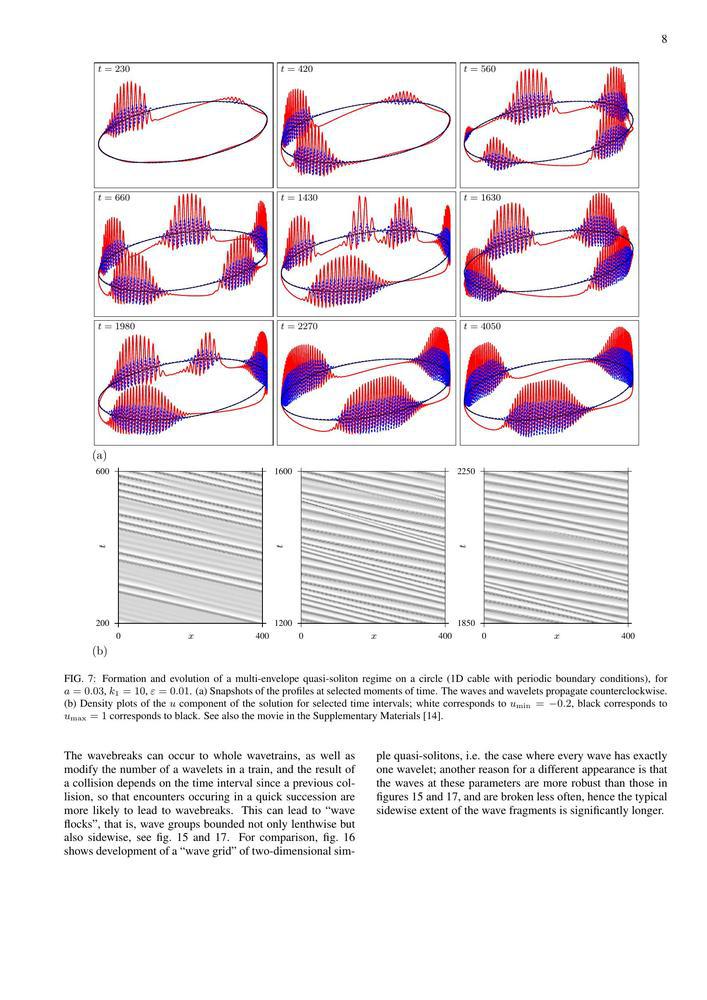 8
t = 230
t = 420
t = 560
t = 660
t = 1430
t = 1630
t = 1980
t = 2270
t = 4050
(a)
600
t
200
0
x
400
1600
t
1200
0
x
400
2250
t
1850
0
x
400
(b)
FIG. 7: Formation and evolution of a multi-envelope quasi-soliton regime on a circle (1D cable with periodic boundary conditions), for
a = 0.03, k₁ = 10, ε = 0.01. (a) Snapshots of the profiles at selected moments of time. The waves and wavelets propagate counterclockwise.
(b) Density plots of the u component of the solution for selected time intervals; white corresponds to uₘᵢₙ = −0.2, black corresponds to
uₘₐₓ = 1 corresponds to black. See also the movie in the Supplementary Materials [14].
The wavebreaks can occur to whole wavetrains, as well as
modify the number of a wavelets in a train, and the result of
a collision depends on the time interval since a previous col-
lision, so that encounters occuring in a quick succession are
more likely to lead to wavebreaks. This can lead to “wave
flocks”, that is, wave groups bounded not only lenthwise but
also sidewise, see fig. 15 and 17. For comparison, fig. 16
shows development of a “wave grid” of two-dimensional sim-
ple quasi-solitons, i.e. the case where every wave has exactly
one wavelet; another reason for a different appearance is that
the waves at these parameters are more robust than those in
figures 15 and 17, and are broken less often, hence the typical
sidewise extent of the wave fragments is significantly longer.